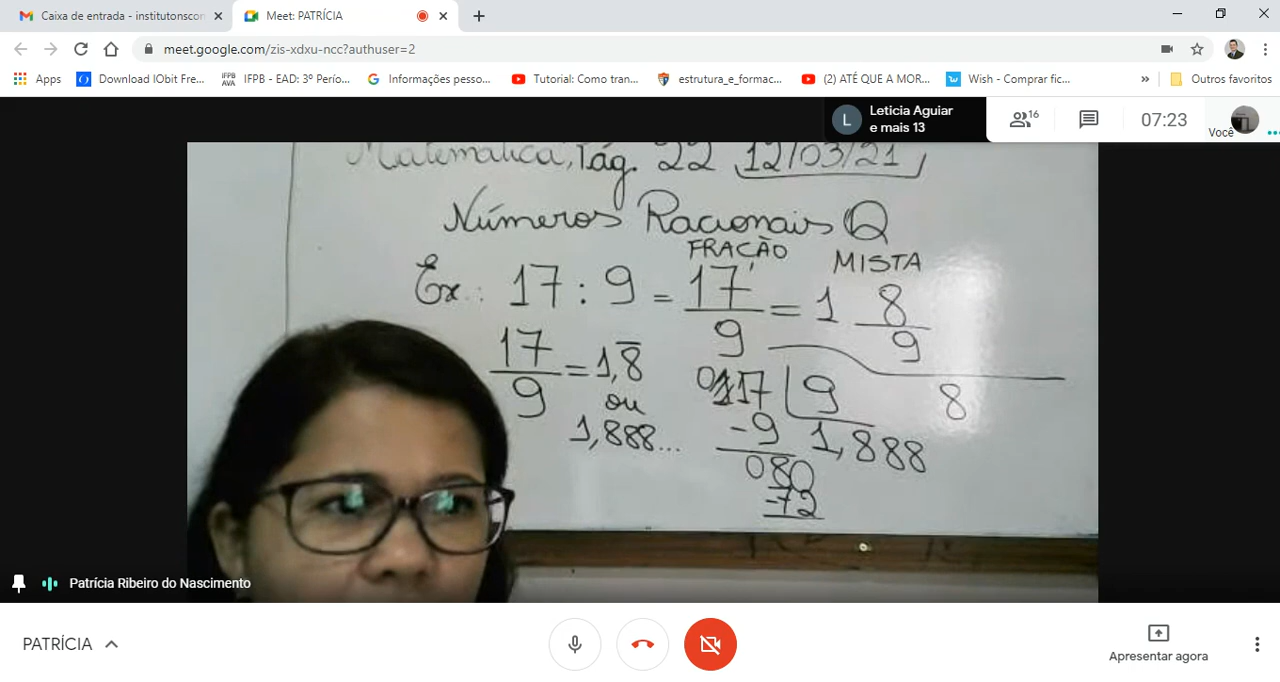 Caixa de entrada - institutonscor
Meet: PATRÍCIA
meet.google.com/zis-xdxu-ncc?authuser=2
Apps
Download IObit Fre...
IFPB AVA
IFPB - EAD: 3º Perío...
Informações pesso...
Tutorial: Como tran...
estrutura_e_formac...
(2) ATÉ QUE A MOR...
Wish - Comprar fic...
»
Outros favoritos
L
Leticia Aguiar
e mais 13
16
07:23
Você
Matemática, Pág. 22 12/03/21
Números Racionais Q
FRAÇÃO
MISTA
Ex.: 17 : 9 = 17/9 = 1 8/9
17/9 = 1,8̅
ou
1,888...
17 | 9
8
-9
1,888
080
-72
Patrícia Ribeiro do Nascimento
PATRÍCIA
Apresentar agora